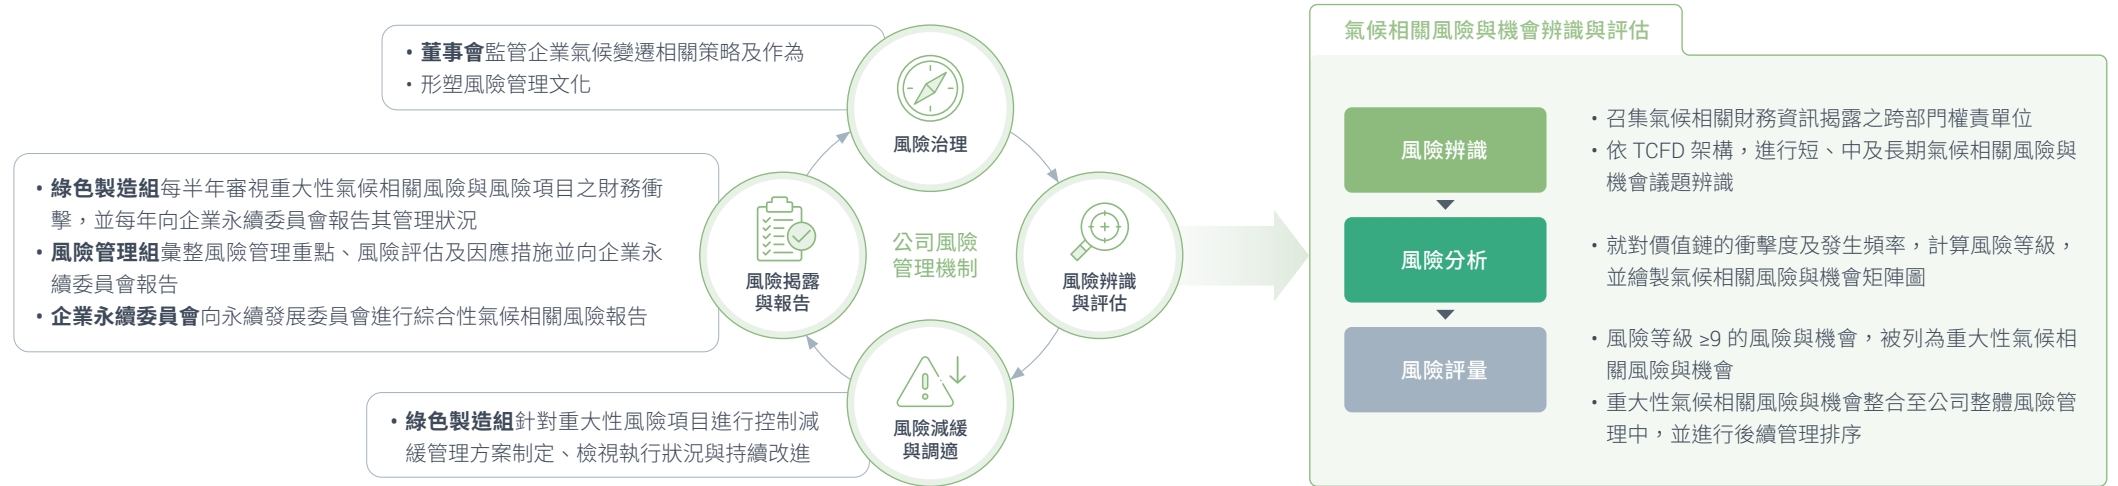 • 董事會監管企業氣候變遷相關策略及作為
• 形塑風險管理文化
風險治理
• 綠色製造組每半年審視重大性氣候相關風險與風險項目之財務衝
擊，並每年向企業永續委員會報告其管理狀況
• 風險管理組彙整風險管理重點、風險評估及因應措施並向企業永
續委員會報告
• 企業永續委員會向永續發展委員會進行綜合性氣候相關風險報告
風險揭露
與報告
公司風險
管理機制
風險辨識
與評估
• 綠色製造組針對重大性風險項目進行控制減
緩管理方案制定、檢視執行狀況與持續改進
風險減緩
與調適
氣候相關風險與機會辨識與評估
風險辨識
• 召集氣候相關財務資訊揭露之跨部門權責單位
• 依 TCFD 架構，進行短、中及長期氣候相關風險與
機會議題辨識
風險分析
• 就對價值鏈的衝擊度及發生頻率，計算風險等級，
並繪製氣候相關風險與機會矩陣圖
風險評量
• 風險等級 ≥9 的風險與機會，被列為重大性氣候相
關風險與機會
• 重大性氣候相關風險與機會整合至公司整體風險管
理中，並進行後續管理排序